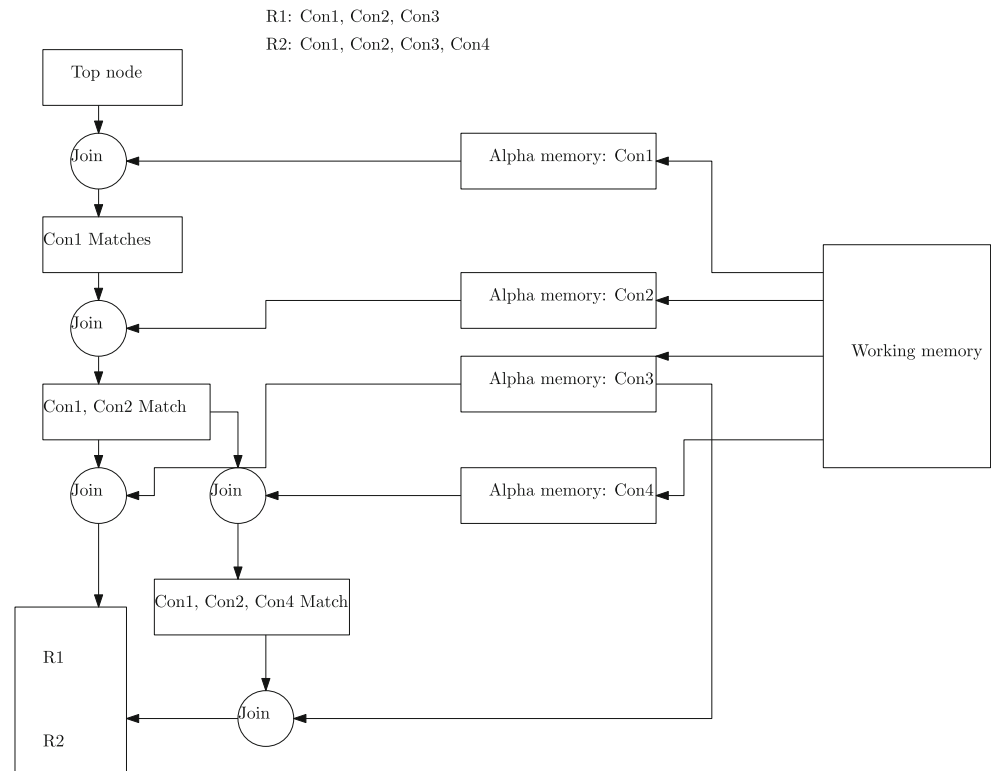 R1: Con1, Con2, Con3
R2: Con1, Con2, Con3, Con4
Top node
Join
Alpha memory: Con1
Con1 Matches
Join
Alpha memory: Con2
Working memory
Alpha memory: Con3
Con1, Con2 Match
Join
Join
Alpha memory: Con4
Con1, Con2, Con4 Match
R1
Join
R2